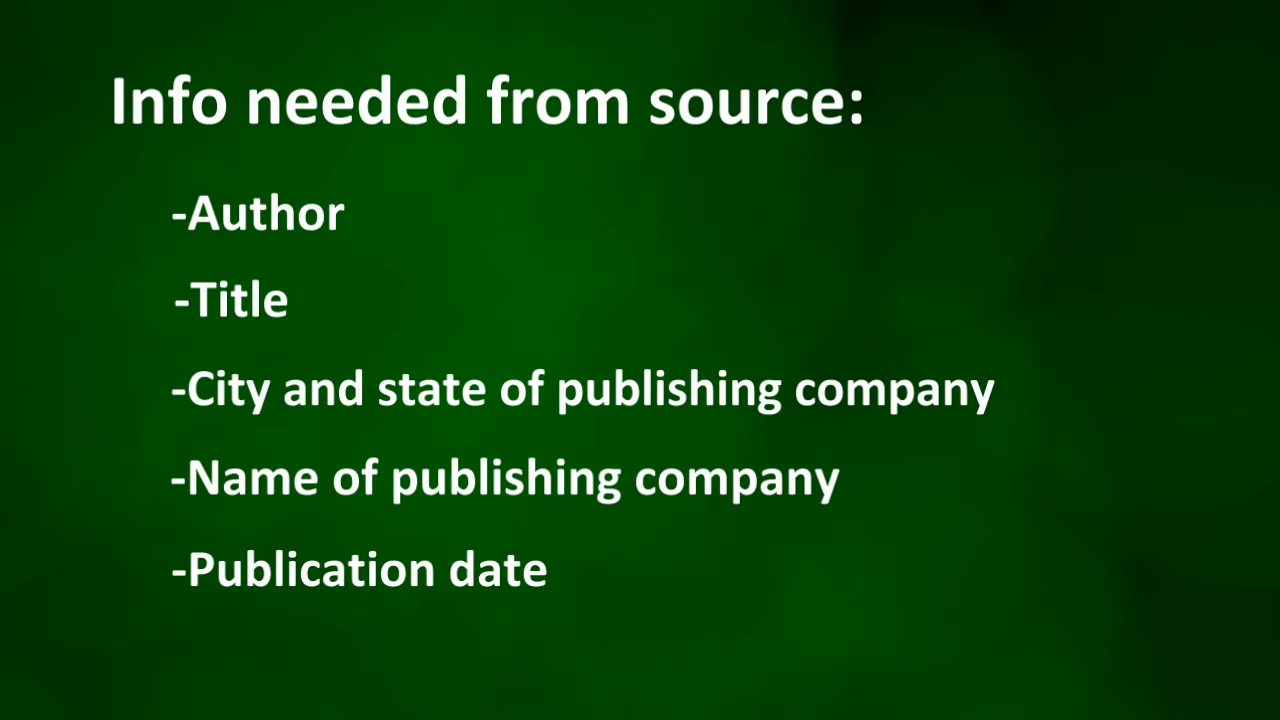 Info needed from source:
-Author
-Title
-City and state of publishing company
-Name of publishing company
-Publication date